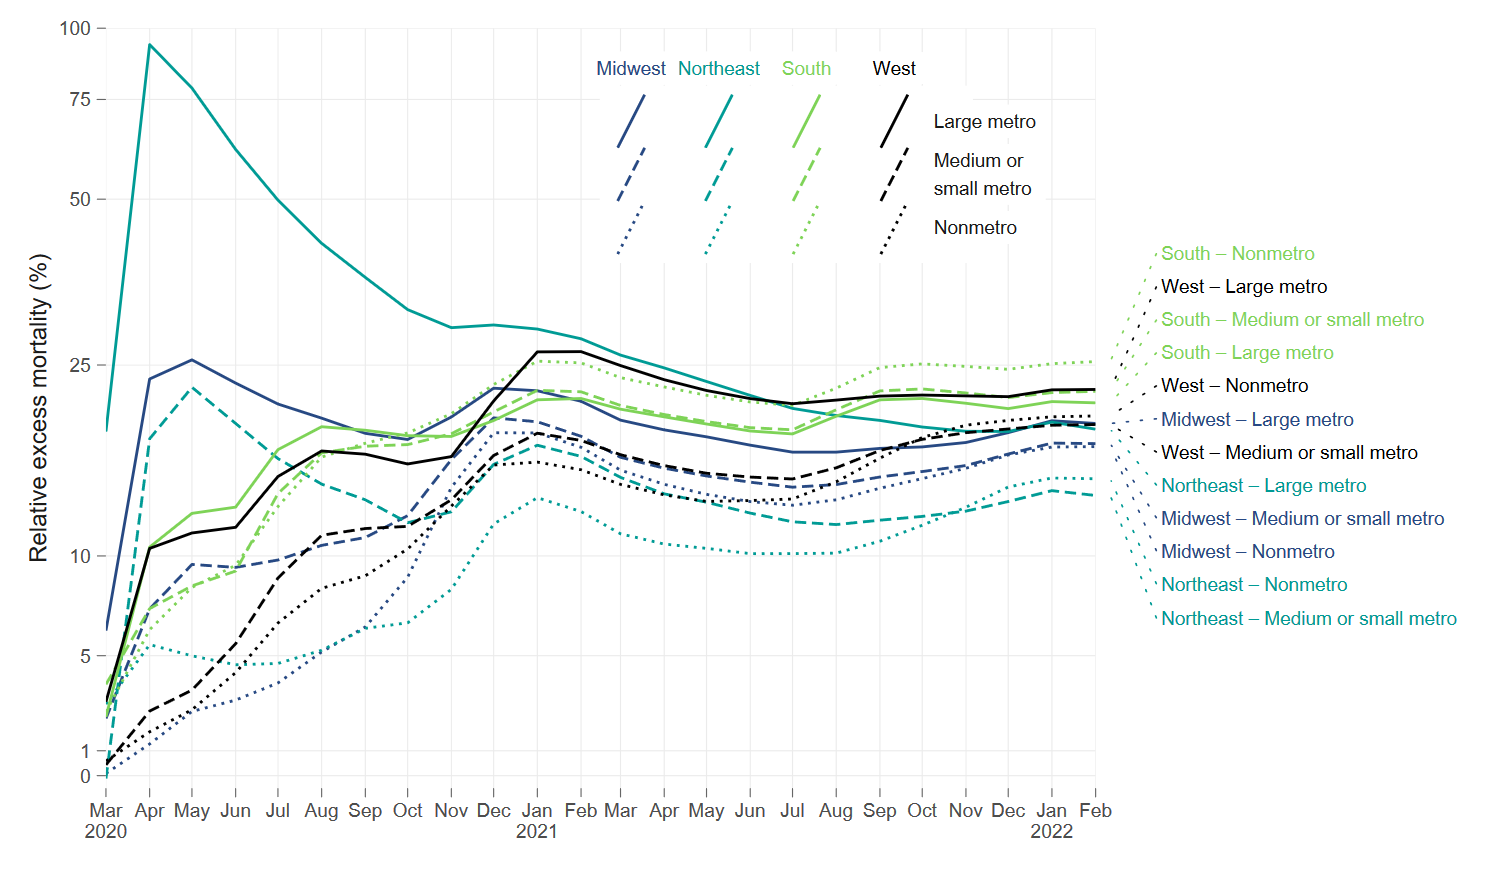 Relative excess mortality (%)
100
75
50
25
10
5
1
0
Midwest Northeast South West
Large metro
Medium or
small metro
Nonmetro
South – Nonmetro
West – Large metro
South – Medium or small metro
South – Large metro
West – Nonmetro
Midwest – Large metro
West – Medium or small metro
Northeast – Large metro
Midwest – Medium or small metro
Midwest – Nonmetro
Northeast – Nonmetro
Northeast – Medium or small metro
Mar Apr May Jun Jul Aug Sep Oct Nov Dec Jan Feb Mar Apr May Jun Jul Aug Sep Oct Nov Dec Jan Feb
2020 2021 2022